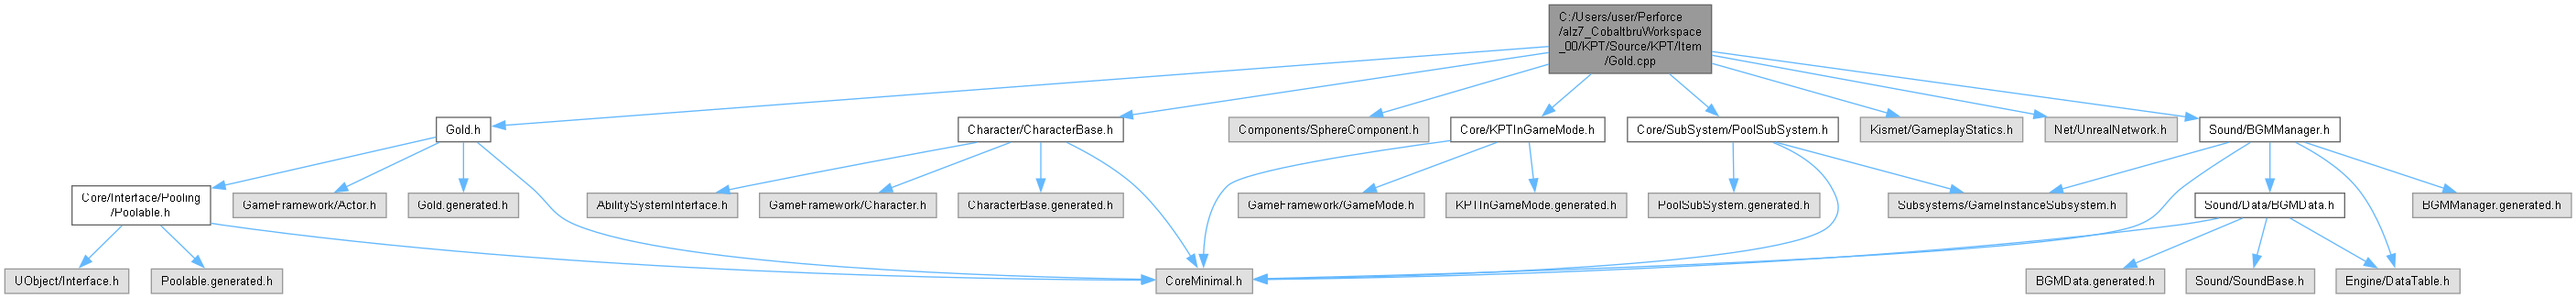 C:/Users/user/Perforce
/alz7_CobaltbruWorkspace
_00/KPT/Source/KPT/Item
/Gold.cpp
Gold.h
Character/CharacterBase.h
Components/SphereComponent.h
Core/KPTInGameMode.h
Core/SubSystem/PoolSubSystem.h
Kismet/GameplayStatics.h
Net/UnrealNetwork.h
Sound/BGMManager.h
Core/Interface/Pooling
/Poolable.h
GameFramework/Actor.h
Gold.generated.h
AbilitySystemInterface.h
GameFramework/Character.h
CharacterBase.generated.h
GameFramework/GameMode.h
KPTInGameMode.generated.h
PoolSubSystem.generated.h
Subsystems/GameInstanceSubsystem.h
Sound/Data/BGMData.h
BGMManager.generated.h
UObject/Interface.h
Poolable.generated.h
CoreMinimal.h
BGMData.generated.h
Sound/SoundBase.h
Engine/DataTable.h